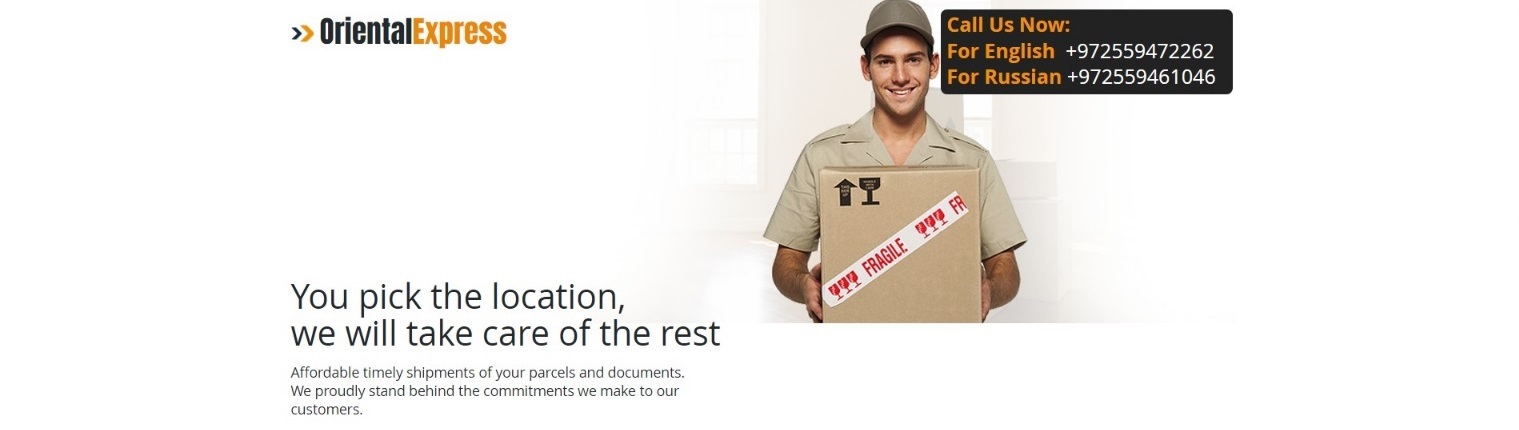 OrientalExpress
Call Us Now:
For English +972559472262
For Russian +972559461046
FRAGILE
FR
You pick the location,
we will take care of the rest
Affordable timely shipments of your parcels and documents.
We proudly stand behind the commitments we make to our
customers.